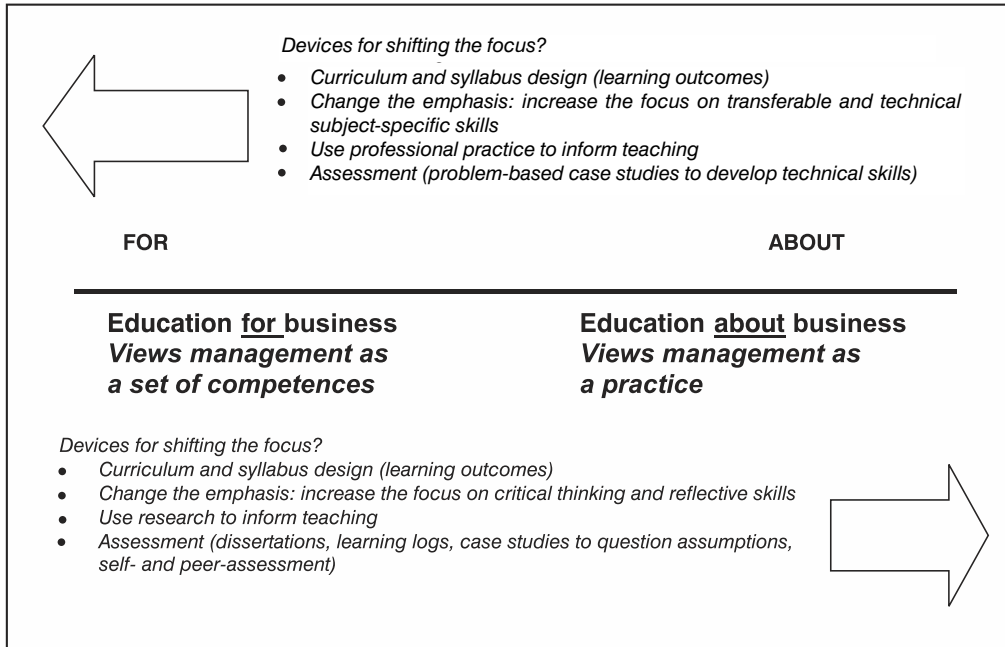 Devices for shifting the focus?
• Curriculum and syllabus design (learning outcomes)
• Change the emphasis: increase the focus on transferable and technical
subject-specific skills
• Use professional practice to inform teaching
• Assessment (problem-based case studies to develop technical skills)
FOR
ABOUT
Education for business
Views management as
a set of competences
Education about business
Views management as
a practice
Devices for shifting the focus?
• Curriculum and syllabus design (learning outcomes)
• Change the emphasis: increase the focus on critical thinking and reflective skills
• Use research to inform teaching
• Assessment (dissertations, learning logs, case studies to question assumptions,
self- and peer-assessment)